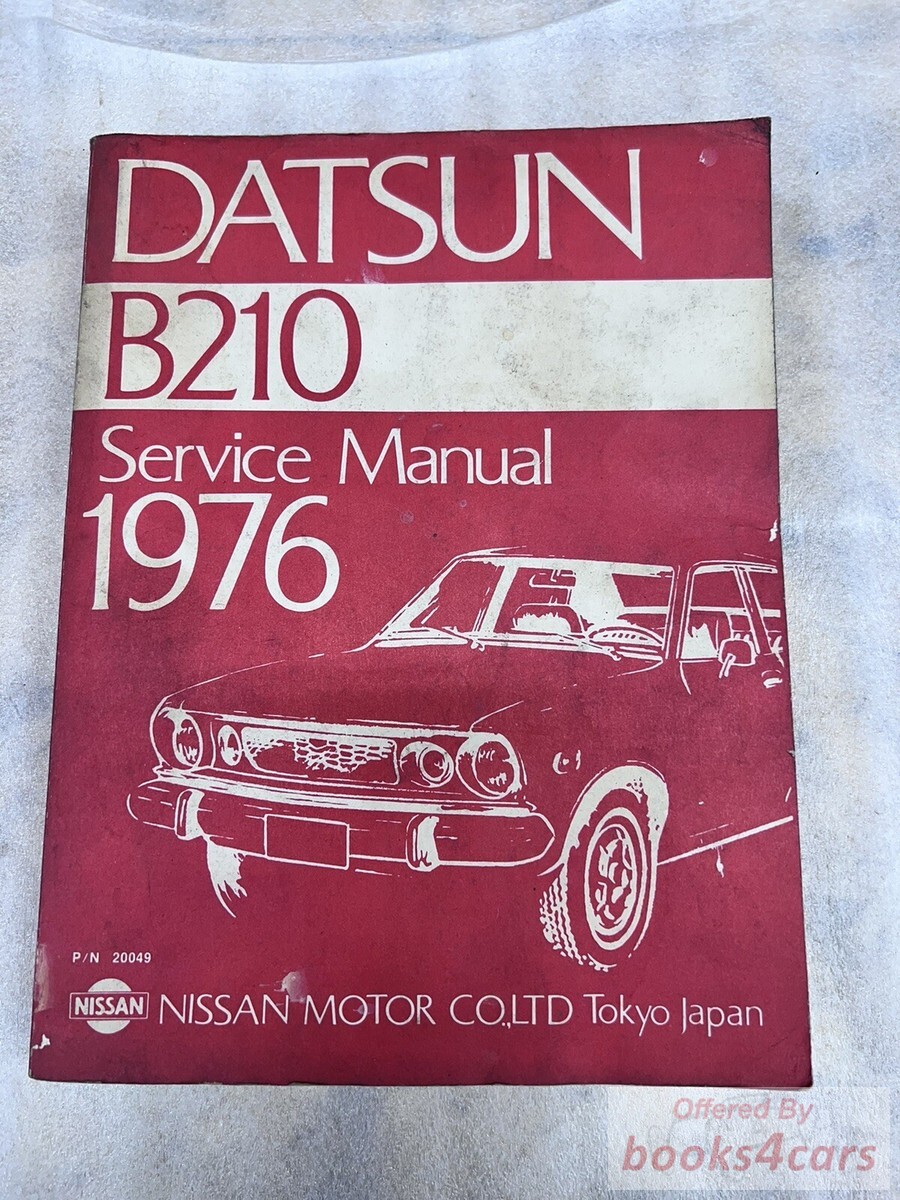 DATSUN
B210
Service Manual
1976
P/N 20049
NISSAN NISSAN MOTOR CO.,LTD Tokyo Japan
Offered By
books4cars